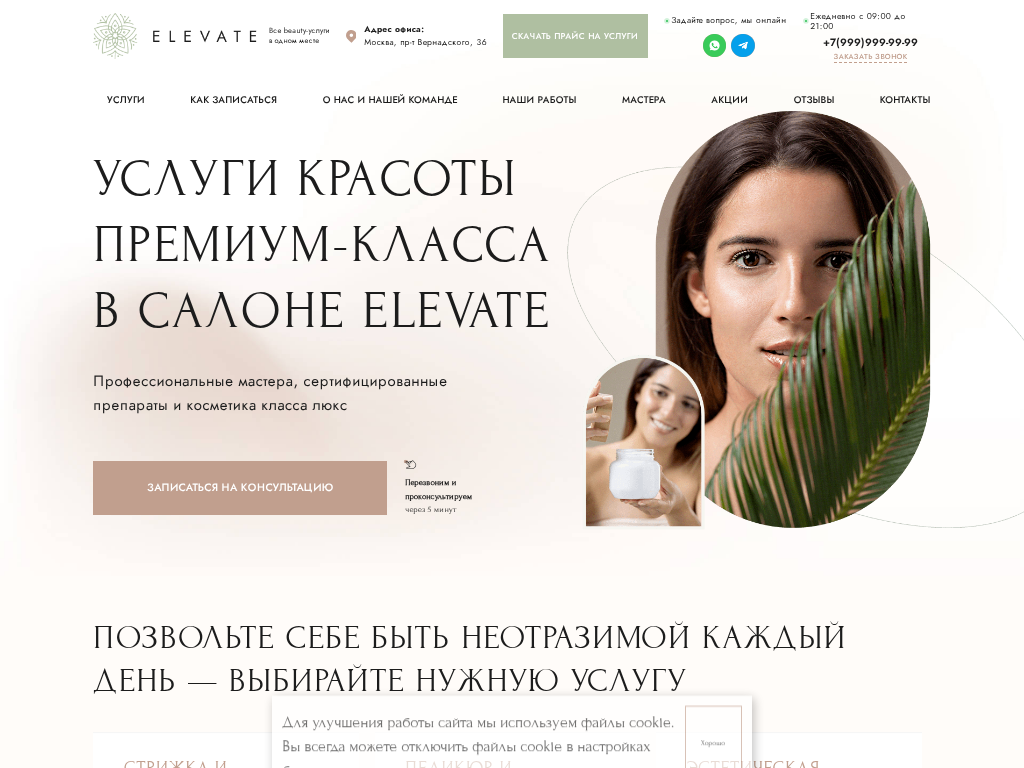 ELEVATE
Все beauty-услуги
в одном месте
Адрес офиса:
Москва, пр-т Вернадского, 36
СКАЧАТЬ ПРАЙС НА УСЛУГИ
Задайте вопрос, мы онлайн
Ежедневно с 09:00 до
21:00
+7(999)999-99-99
ЗАКАЗАТЬ ЗВОНОК
УСЛУГИ КАК ЗАПИСАТЬСЯ О НАС И НАШЕЙ КОМАНДЕ НАШИ РАБОТЫ МАСТЕРА АКЦИИ ОТЗЫВЫ КОНТАКТЫ
УСЛУГИ КРАСОТЫ
ПРЕМИУМ-КЛАССА
В САЛОНЕ ELEVATE
Профессиональные мастера, сертифицированные
препараты и косметика класса люкс
ЗАПИСАТЬСЯ НА КОНСУЛЬТАЦИЮ
Перезвоним и
проконсультируем
через 5 минут
ПОЗВОЛЬТЕ СЕБЕ БЫТЬ НЕОТРАЗИМОЙ КАЖДЫЙ
ДЕНЬ — ВЫБИРАЙТЕ НУЖНУЮ УСЛУГУ
Для улучшения работы сайта мы используем файлы cookie.
Вы всегда можете отключить файлы cookie в настройках
Хорошо
СТРИЖКА И ПЕДИКЮР И ЭСТЕТИЧЕСКАЯ